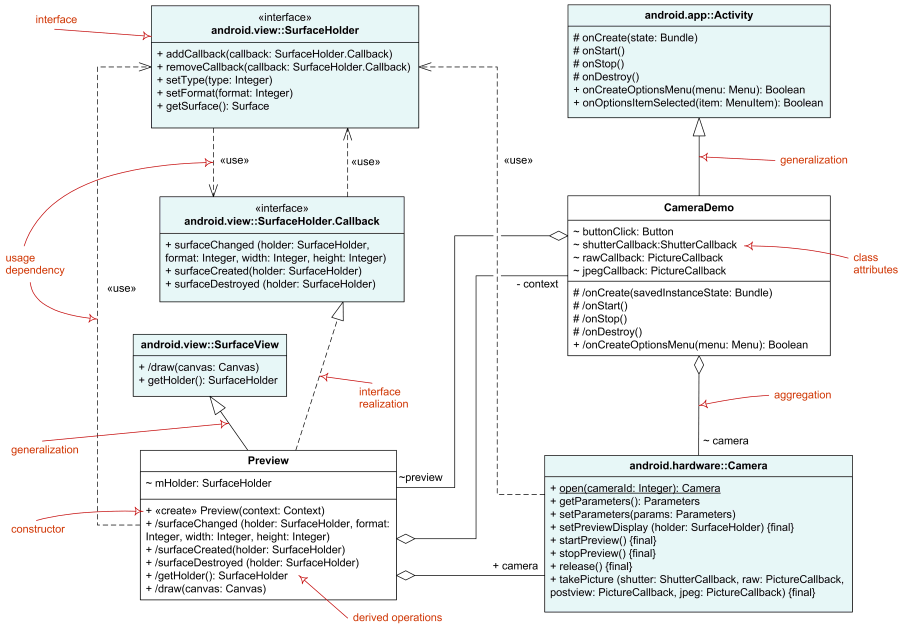 interface
«interface»
android.view::SurfaceHolder
+ addCallback(callback: SurfaceHolder.Callback)
+ removeCallback(callback: SurfaceHolder.Callback)
+ setType(type: Integer)
+ setFormat(format: Integer)
+ getSurface(): Surface
android.app::Activity
# onCreate(state: Bundle)
# onStart()
# onStop()
# onDestroy()
+ onCreateOptionsMenu(menu: Menu): Boolean
+ onOptionsItemSelected(item: MenuItem): Boolean
«use»
«use»
«use»
generalization
«interface»
android.view::SurfaceHolder.Callback
+ surfaceChanged (holder: SurfaceHolder,
format: Integer, width: Integer, height: Integer)
+ surfaceCreated(holder: SurfaceHolder)
+ surfaceDestroyed (holder: SurfaceHolder)
CameraDemo
~ buttonClick: Button
~ shutterCallback:ShutterCallback
~ rawCallback: PictureCallback
~ jpegCallback: PictureCallback
# /onCreate(savedInstanceState: Bundle)
# /onStart()
# /onStop()
# /onDestroy()
+ /onCreateOptionsMenu(menu: Menu): Boolean
class
attributes
usage
dependency
«use»
- context
android.view::SurfaceView
+ /draw(canvas: Canvas)
+ getHolder(): SurfaceHolder
interface
realization
aggregation
generalization
~ camera
Preview
~ mHolder: SurfaceHolder
+ «create» Preview(context: Context)
+ /surfaceChanged (holder: SurfaceHolder, format:
Integer, width: Integer, height: Integer)
+ /surfaceCreated(holder: SurfaceHolder)
+ /surfaceDestroyed (holder: SurfaceHolder)
+ /getHolder(): SurfaceHolder
+ /draw(canvas: Canvas)
~preview
constructor
+ camera
android.hardware::Camera
+ open(cameraId: Integer): Camera
+ getParameters(): Parameters
+ setParameters(params: Parameters)
+ setPreviewDisplay (holder: SurfaceHolder) {final}
+ startPreview() {final}
+ stopPreview() {final}
+ release() {final}
+ takePicture (shutter: ShutterCallback, raw: PictureCallback,
postview: PictureCallback, jpeg: PictureCallback) {final}
derived operations